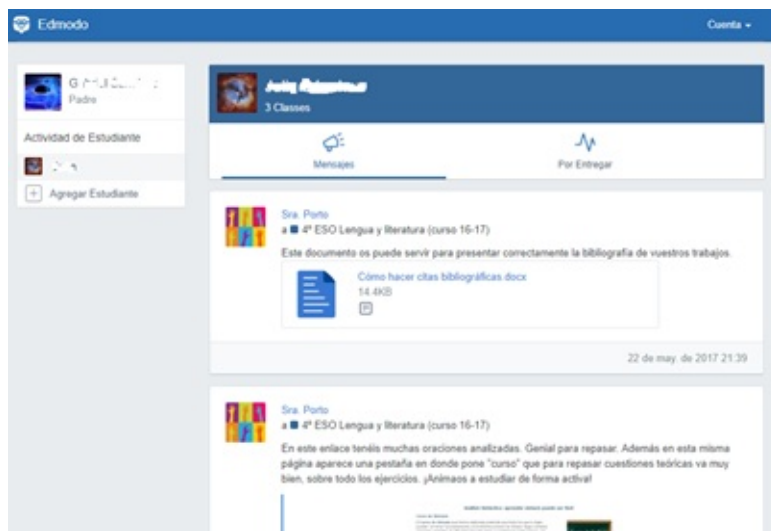 Edmodo
Cuenta
Padre
3 Classes
Actividad de Estudiante
Mensajes
Por Entregar
Agregar Estudiante
Sra. Porto
a 4º ESO Lengua y literatura (curso 16-17)
Este documento os puede servir para presentar correctamente la bibliografía de vuestros trabajos.
Cómo hacer citas bibliográficas.docx
14.4KB
22 de may. de 2017 21:39
Sra. Porto
a 4º ESO Lengua y literatura (curso 16-17)
En este enlace tenéis muchas oraciones analizadas. Genial para repasar. Además en esta misma
página aparece una pestaña en donde pone "curso" que para repasar cuestiones teóricas va muy
bien, sobre todo los ejercicios. ¡Animaos a estudiar de forma activa!